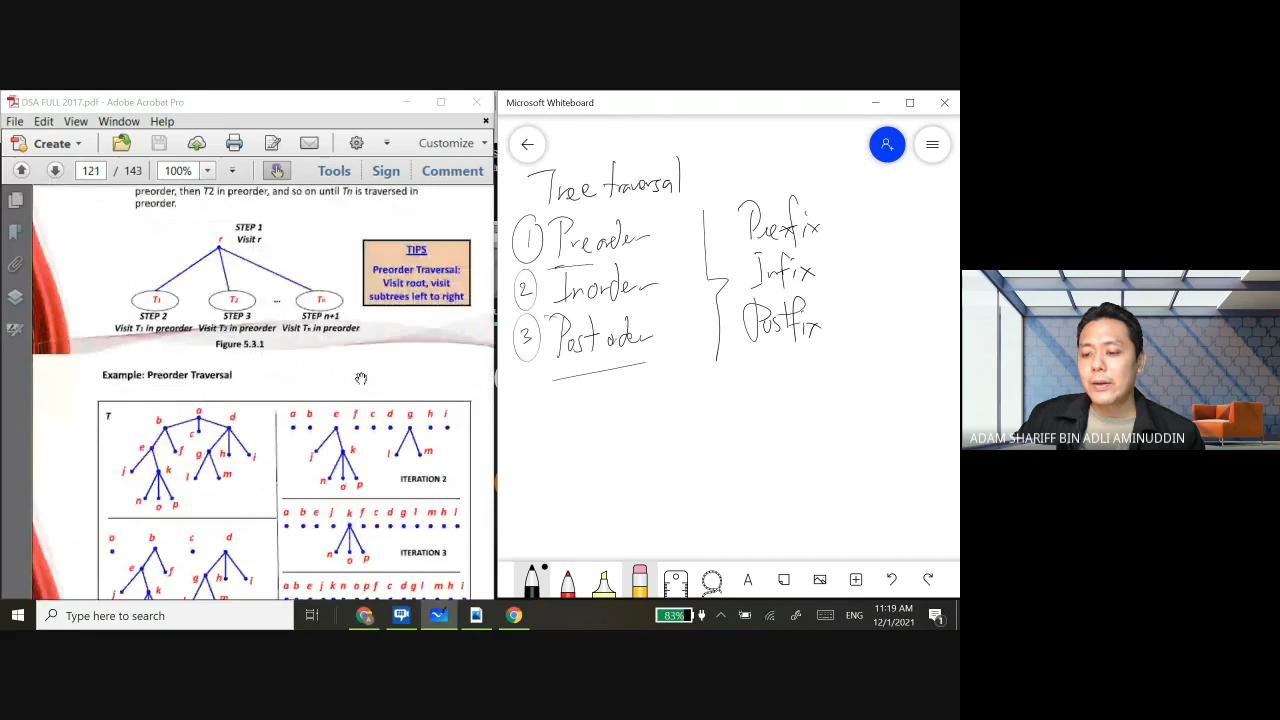 DSA FULL 2017.pdf - Adobe Acrobat Pro
File Edit View Window Help
Create
Customize
121 / 143 100%
Tools Sign Comment
preorder, then T2 in preorder, and so on until Tn is traversed in
preorder.
STEP 1
Visit r
r
T1 T2 ... Tn
STEP 2 STEP 3 STEP n+1
Visit T1 in preorder Visit T2 in preorder Visit Tn in preorder
Figure 5.3.1
TIPS
Preorder Traversal:
Visit root, visit
subtrees left to right
Example: Preorder Traversal
T
a
b d
c
e f g h i
j k l m
n o p
a b e f c d g h i
j k l m
n o p
ITERATION 2
a b e j k f c d g l m h i
n o p
ITERATION 3
a b e j k n o p f c d g l m h i
a b c d
e f g h i
j k l m
Microsoft Whiteboard
Tree traversal
1 Preorder
2 Inorder
3 Postorder
Prefix
Infix
Postfix
A
Type here to search
83%
ENG
11:19 AM
12/1/2021
1
ADAM SHARIFF BIN ADLI AMINUDDIN